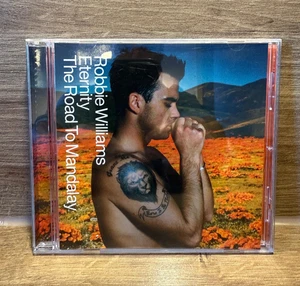 Robbie Williams
Eternity
The Road To Mandalay